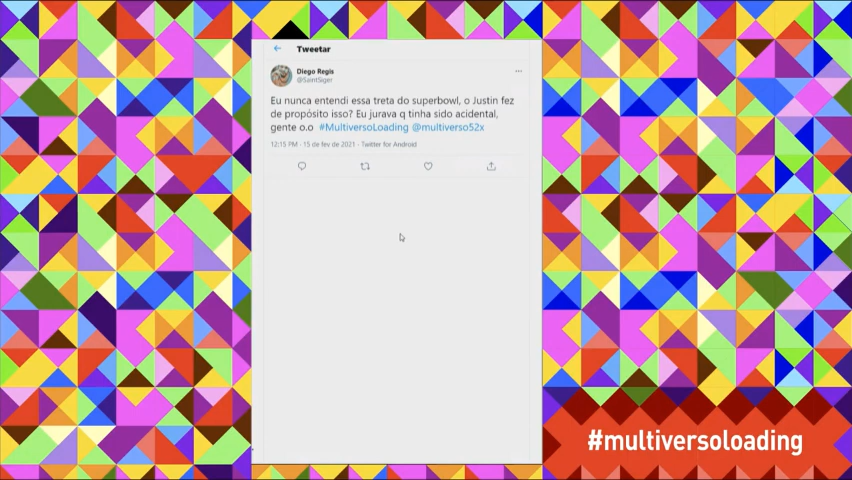 Tweetar
Diego Regis
@SaintSiger
Eu nunca entendi essa treta do superbowl, o Justin fez
de propósito isso? Eu jurava q tinha sido acidental,
gente o.o #MultiversoLoading @multiverso52x
12:15 PM · 15 de fev de 2021 · Twitter for Android
#multiversoloading